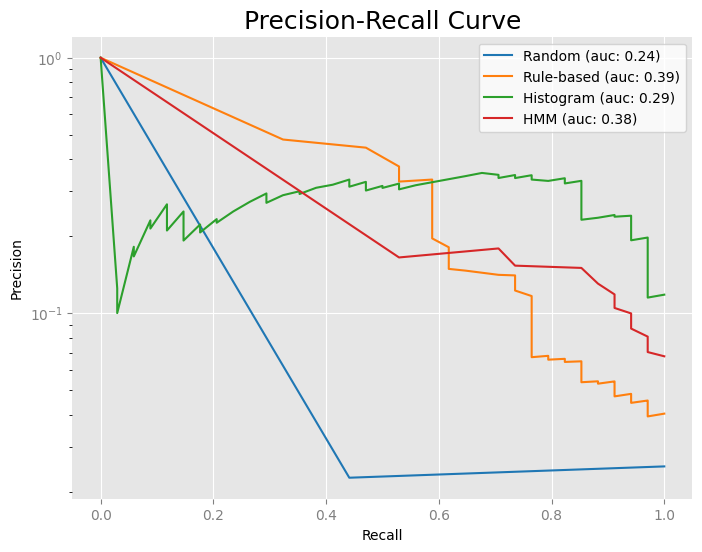 Precision-Recall Curve
Random (auc: 0.24)
Rule-based (auc: 0.39)
Histogram (auc: 0.29)
HMM (auc: 0.38)
10⁰
10⁻¹
Precision
0.0 0.2 0.4 0.6 0.8 1.0
Recall